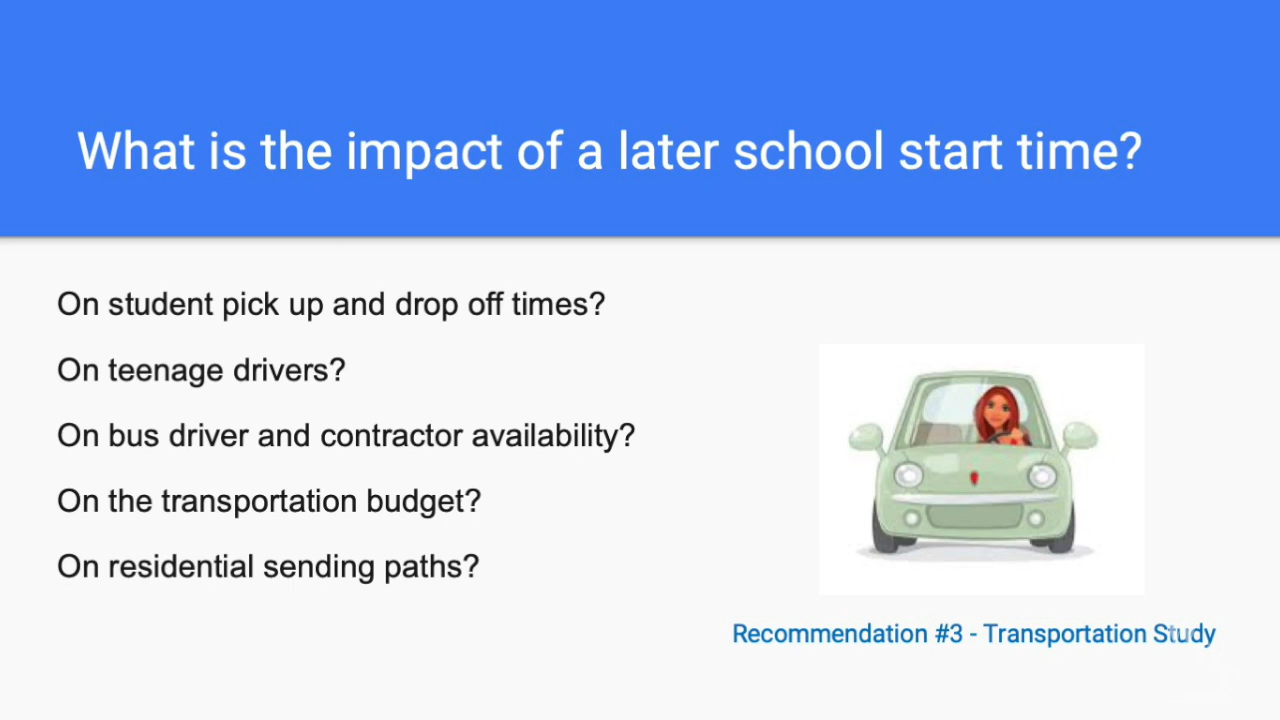 What is the impact of a later school start time?
On student pick up and drop off times?
On teenage drivers?
On bus driver and contractor availability?
On the transportation budget?
On residential sending paths?
Recommendation #3 - Transportation Study